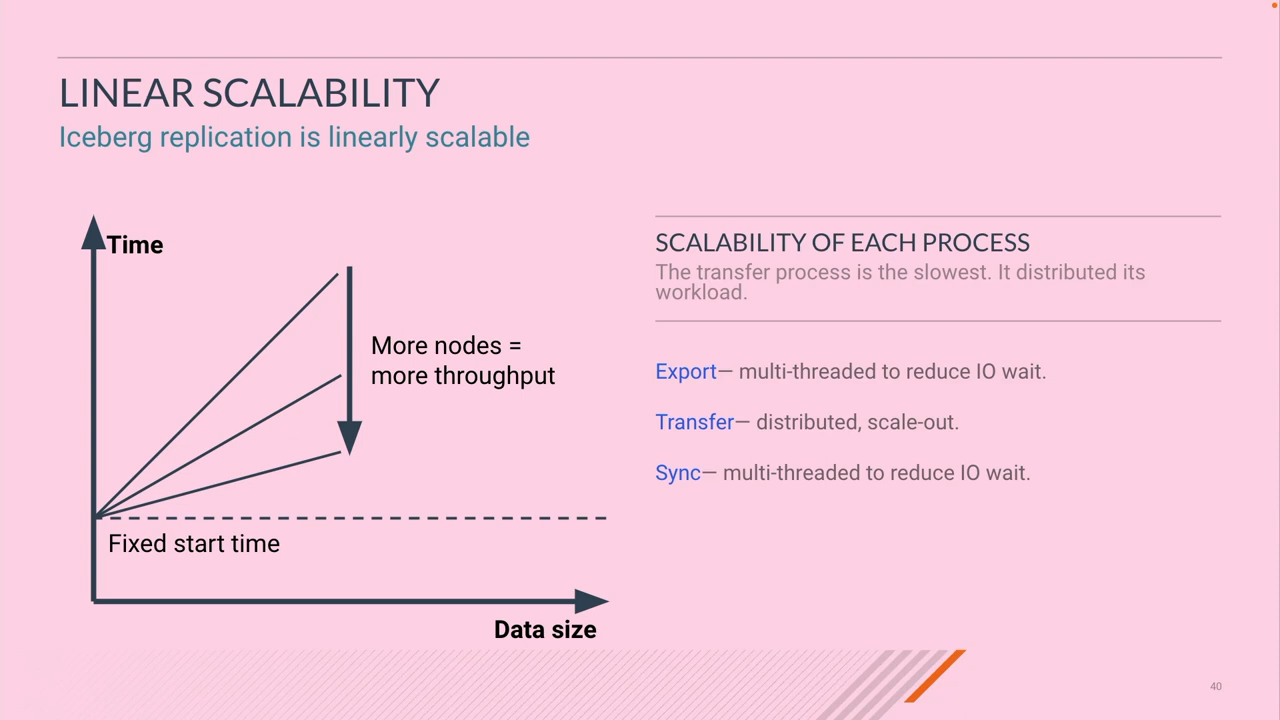 LINEAR SCALABILITY
Iceberg replication is linearly scalable
Time
More nodes =
more throughput
Fixed start time
Data size
SCALABILITY OF EACH PROCESS
The transfer process is the slowest. It distributed its
workload.
Export— multi-threaded to reduce IO wait.
Transfer— distributed, scale-out.
Sync— multi-threaded to reduce IO wait.
40